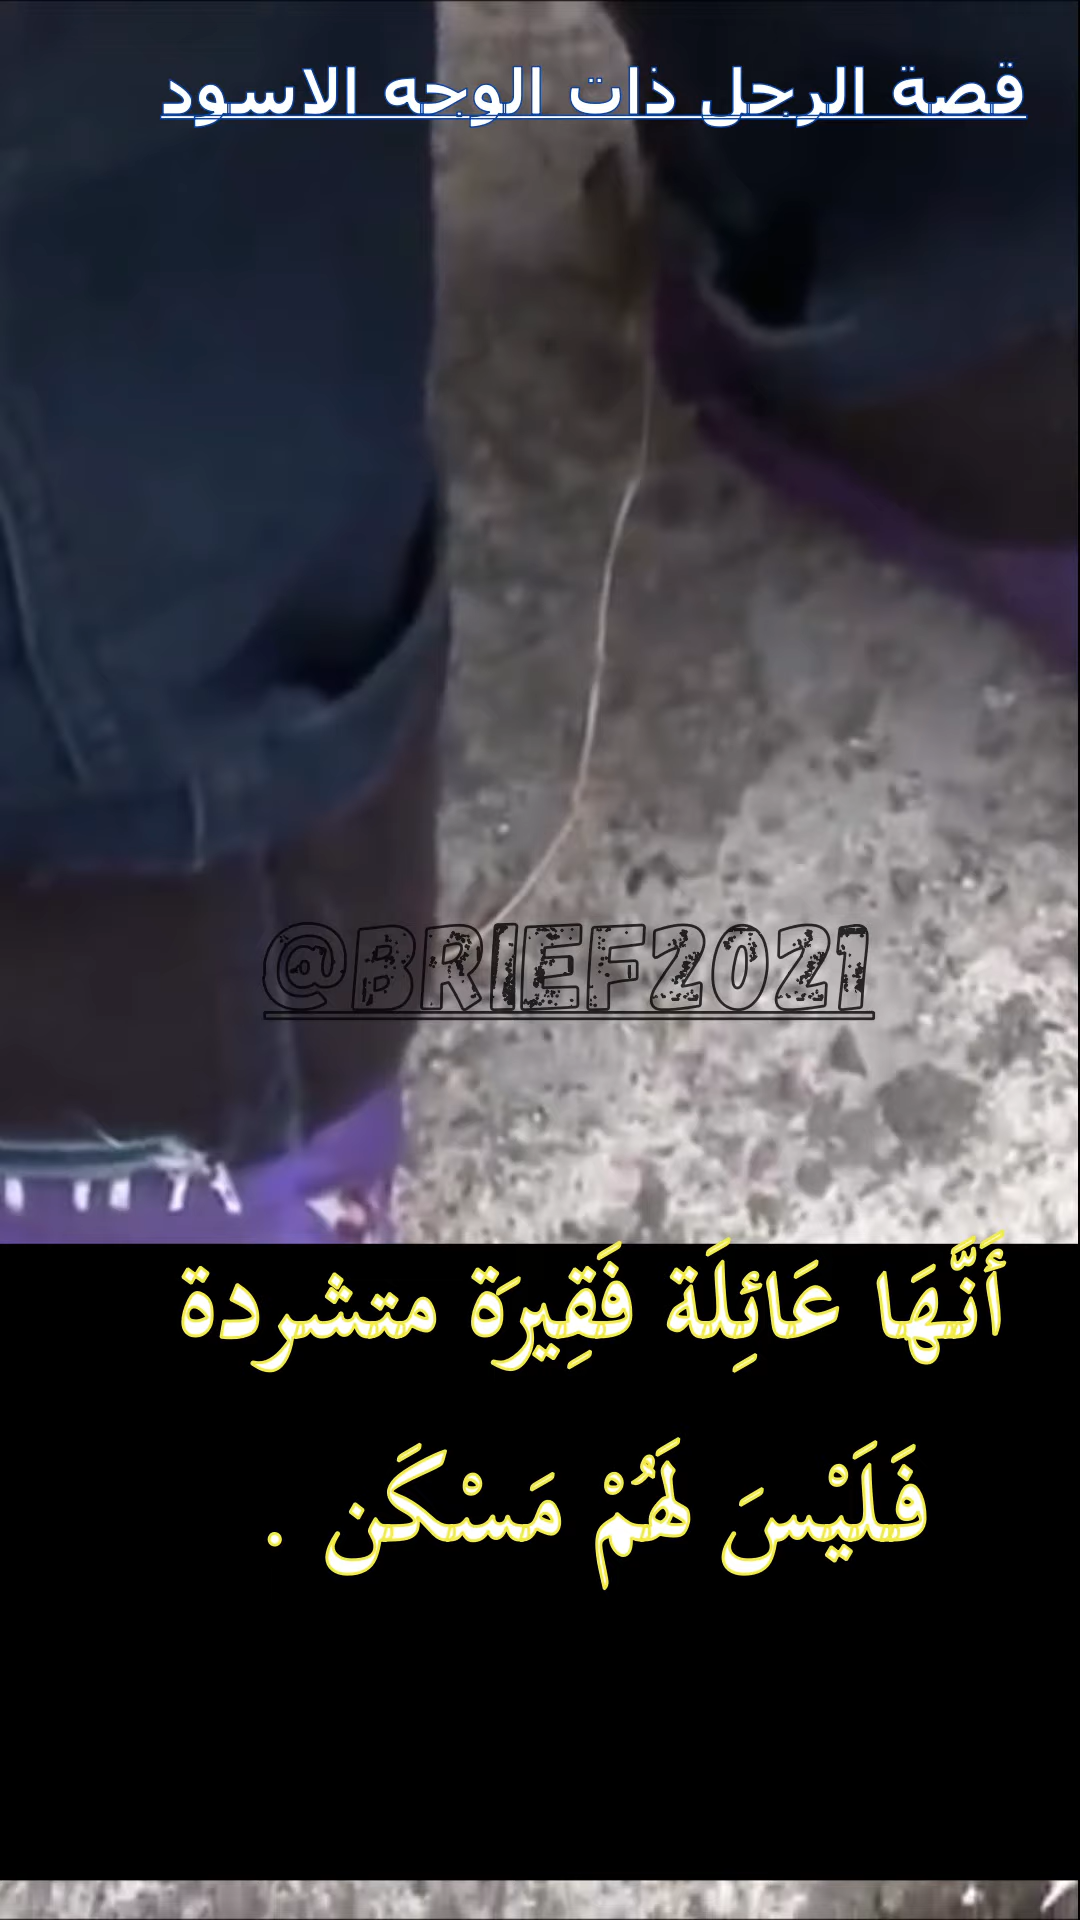 قصة الرجل ذات الوجه الاسود
@BRIEF2021
أَنَّهَا عَائِلَة فَقِيرَة متشردة
فَلَيْسَ لَهُمْ مَسْكَن .